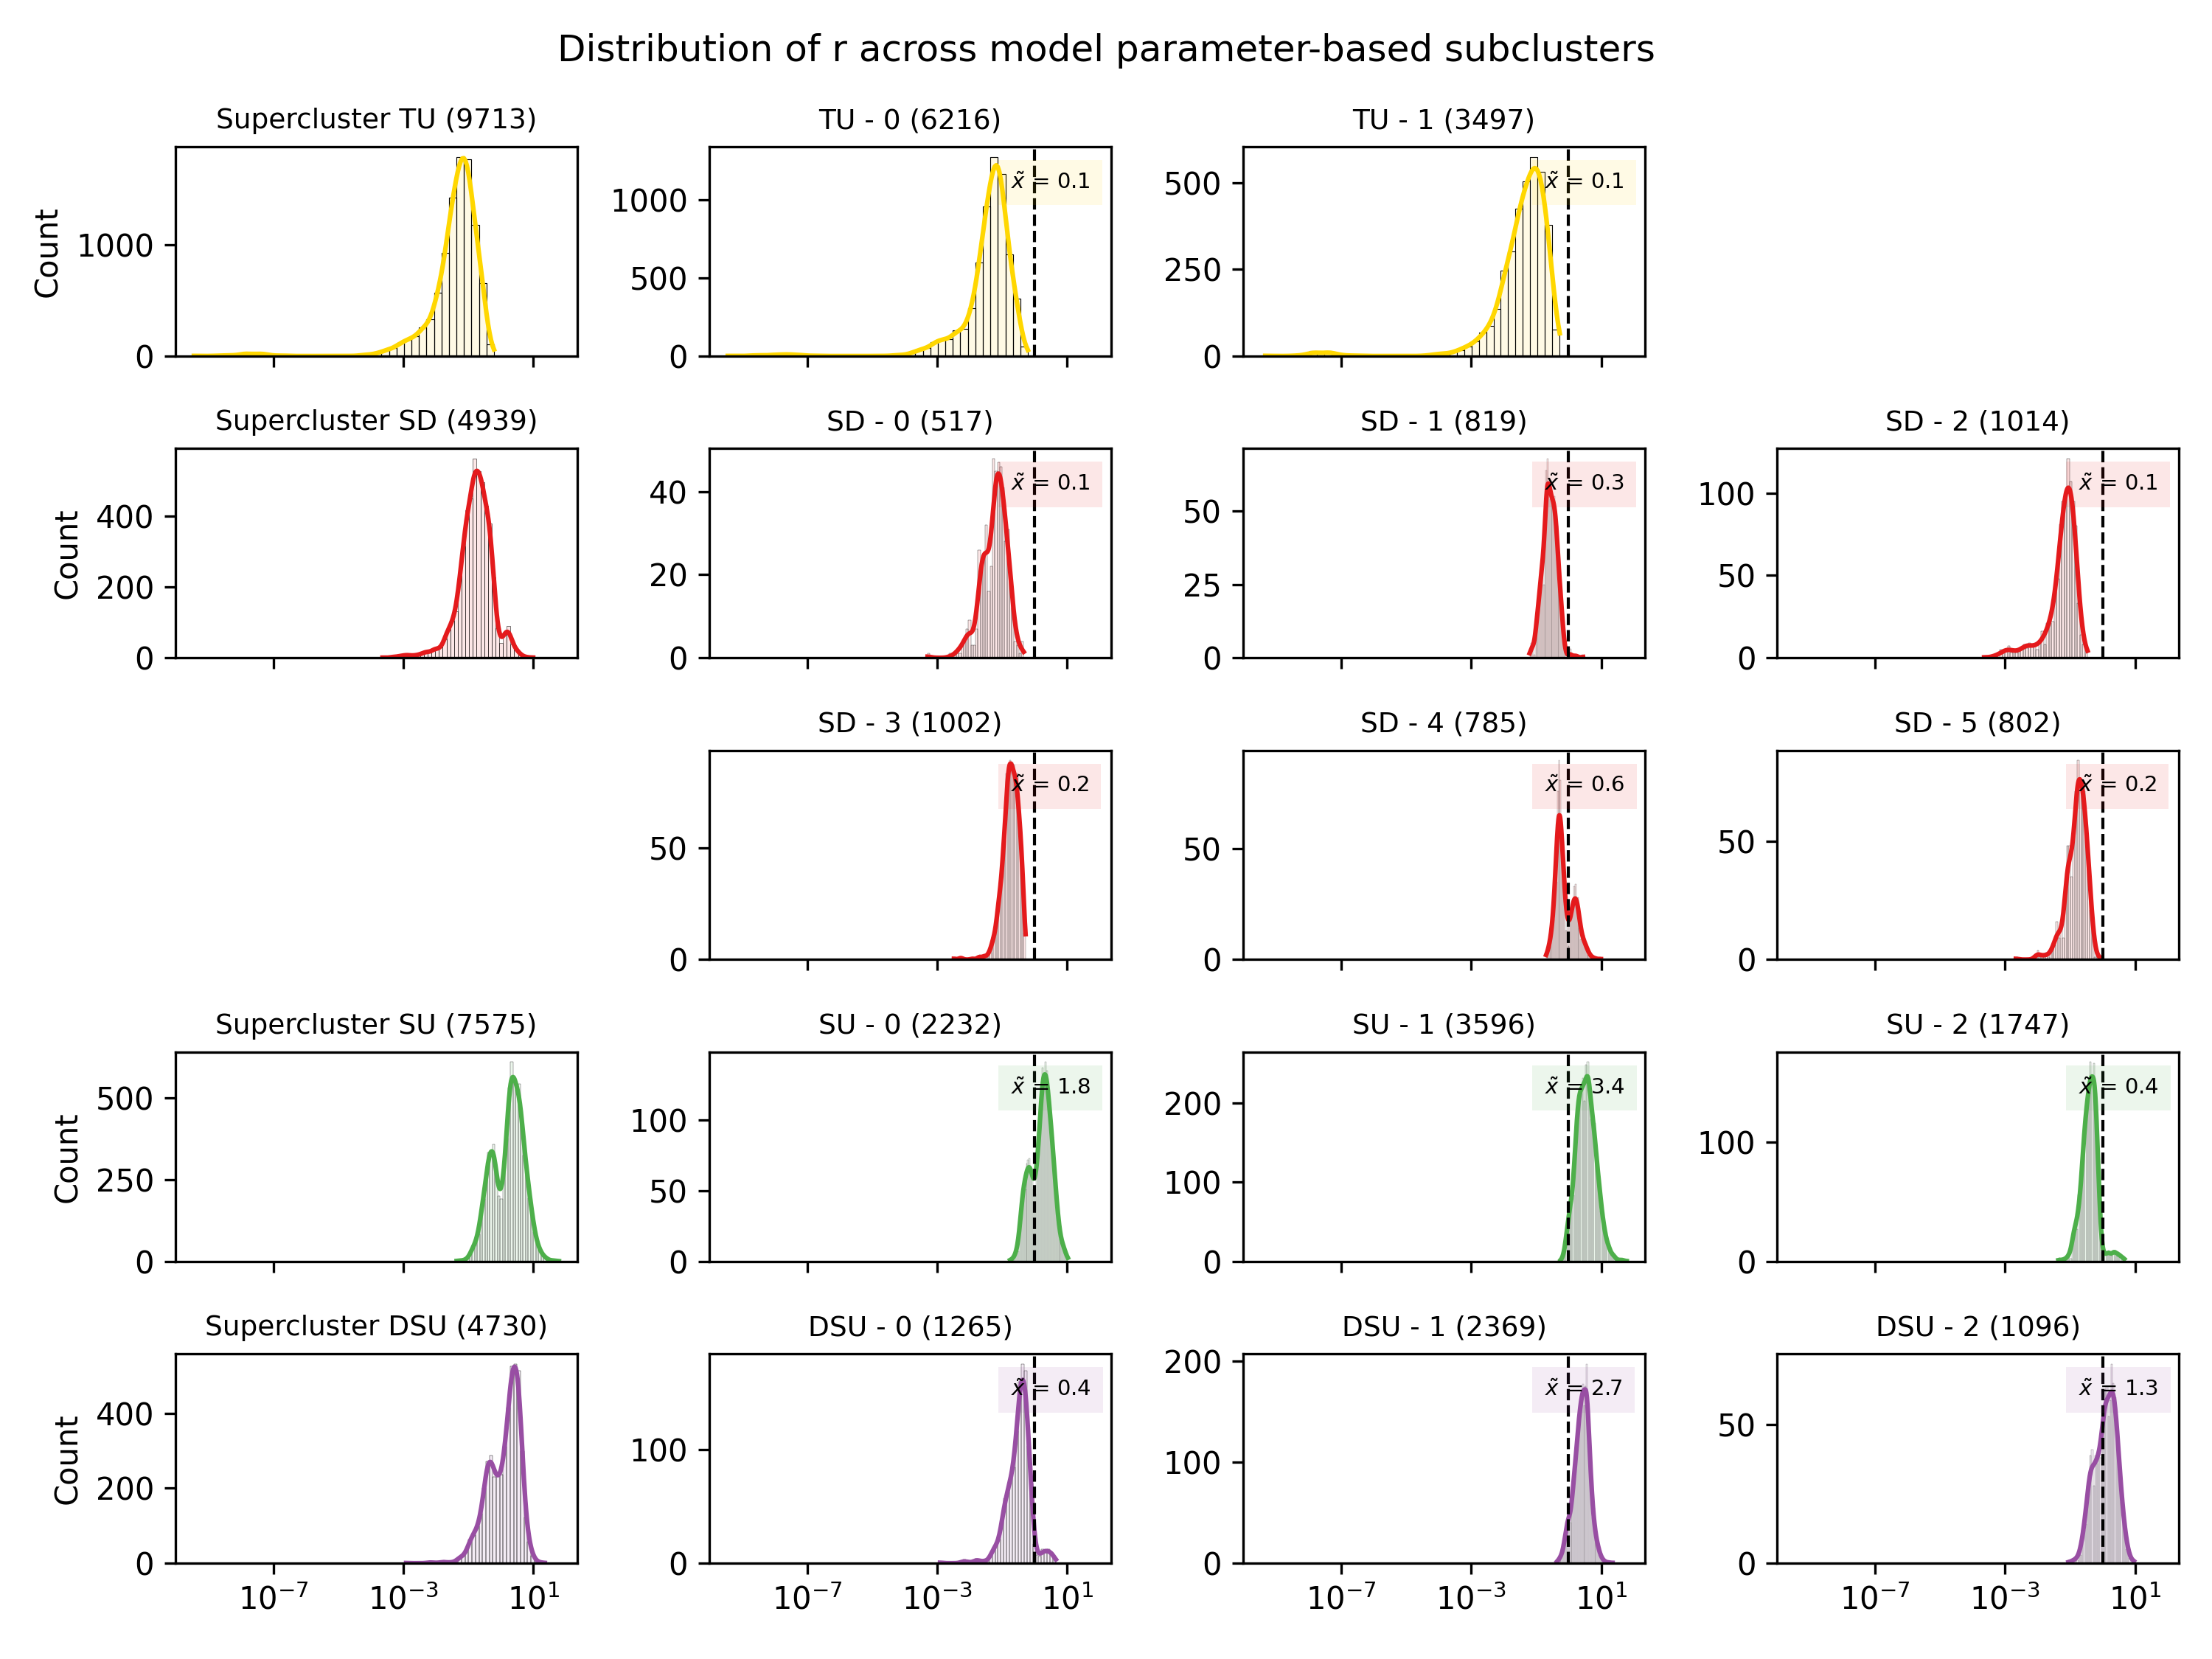 Distribution of r across model parameter-based subclusters
Supercluster TU (9713)
TU - 0 (6216)
TU - 1 (3497)
Count
1000
0
1000
500
0
x̃ = 0.1
500
250
0
x̃ = 0.1
Supercluster SD (4939)
SD - 0 (517)
SD - 1 (819)
SD - 2 (1014)
Count
400
200
0
40
20
0
x̃ = 0.1
50
25
0
x̃ = 0.3
100
50
0
x̃ = 0.1
SD - 3 (1002)
SD - 4 (785)
SD - 5 (802)
50
0
x̃ = 0.2
50
0
x̃ = 0.6
50
0
x̃ = 0.2
Supercluster SU (7575)
SU - 0 (2232)
SU - 1 (3596)
SU - 2 (1747)
Count
500
250
0
100
50
0
x̃ = 1.8
200
100
0
x̃ = 3.4
100
0
x̃ = 0.4
Supercluster DSU (4730)
DSU - 0 (1265)
DSU - 1 (2369)
DSU - 2 (1096)
Count
400
200
0
100
0
x̃ = 0.4
200
100
0
x̃ = 2.7
50
0
x̃ = 1.3
10⁻⁷ 10⁻³ 10¹
10⁻⁷ 10⁻³ 10¹
10⁻⁷ 10⁻³ 10¹
10⁻⁷ 10⁻³ 10¹